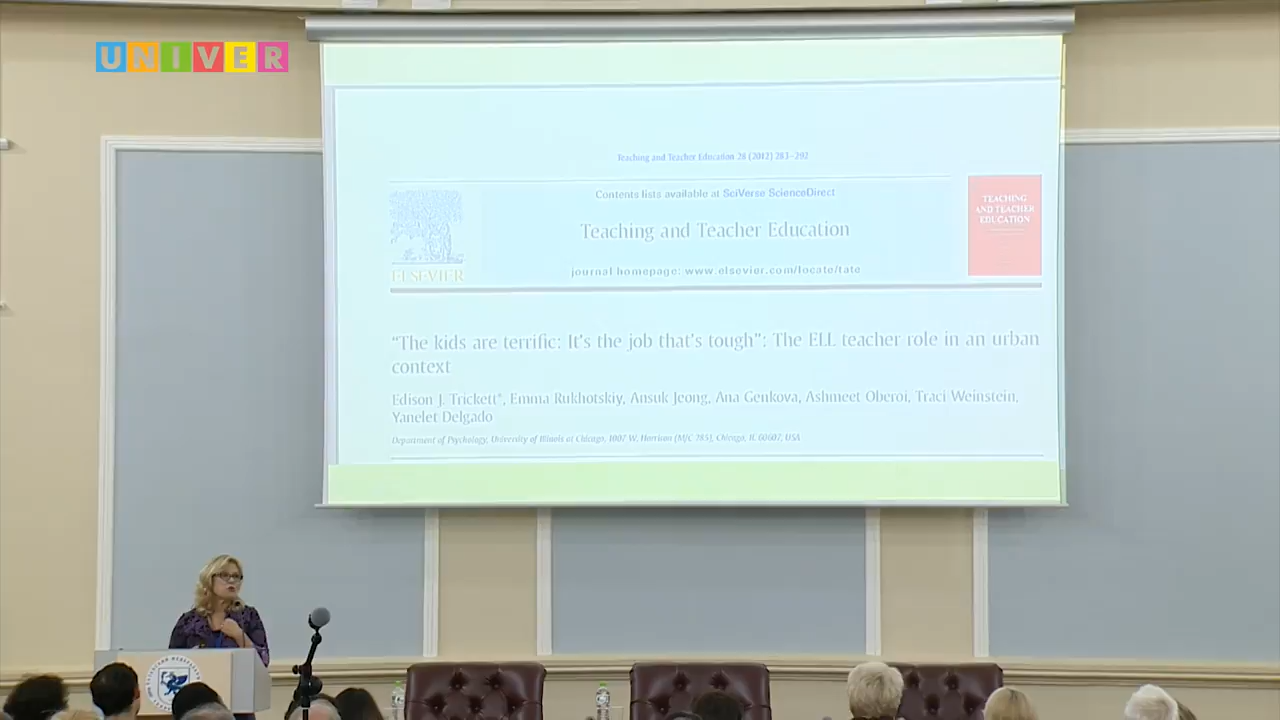 UNIVER
Teaching and Teacher Education 28 (2012) 283–292
Contents lists available at SciVerse ScienceDirect
Teaching and Teacher Education
journal homepage: www.elsevier.com/locate/tate
ELSEVIER
TEACHING
AND TEACHER
EDUCATION
“The kids are terrific: It's the job that's tough”: The ELL teacher role in an urban
context
Edison J. Trickett*, Emma Rukhotskiy, Ansuk Jeong, Ana Genkova, Ashmeet Oberoi, Traci Weinstein,
Yanelet Delgado
Department of Psychology, University of Illinois at Chicago, 1007 W. Harrison (M/C 285), Chicago, IL 60607, USA